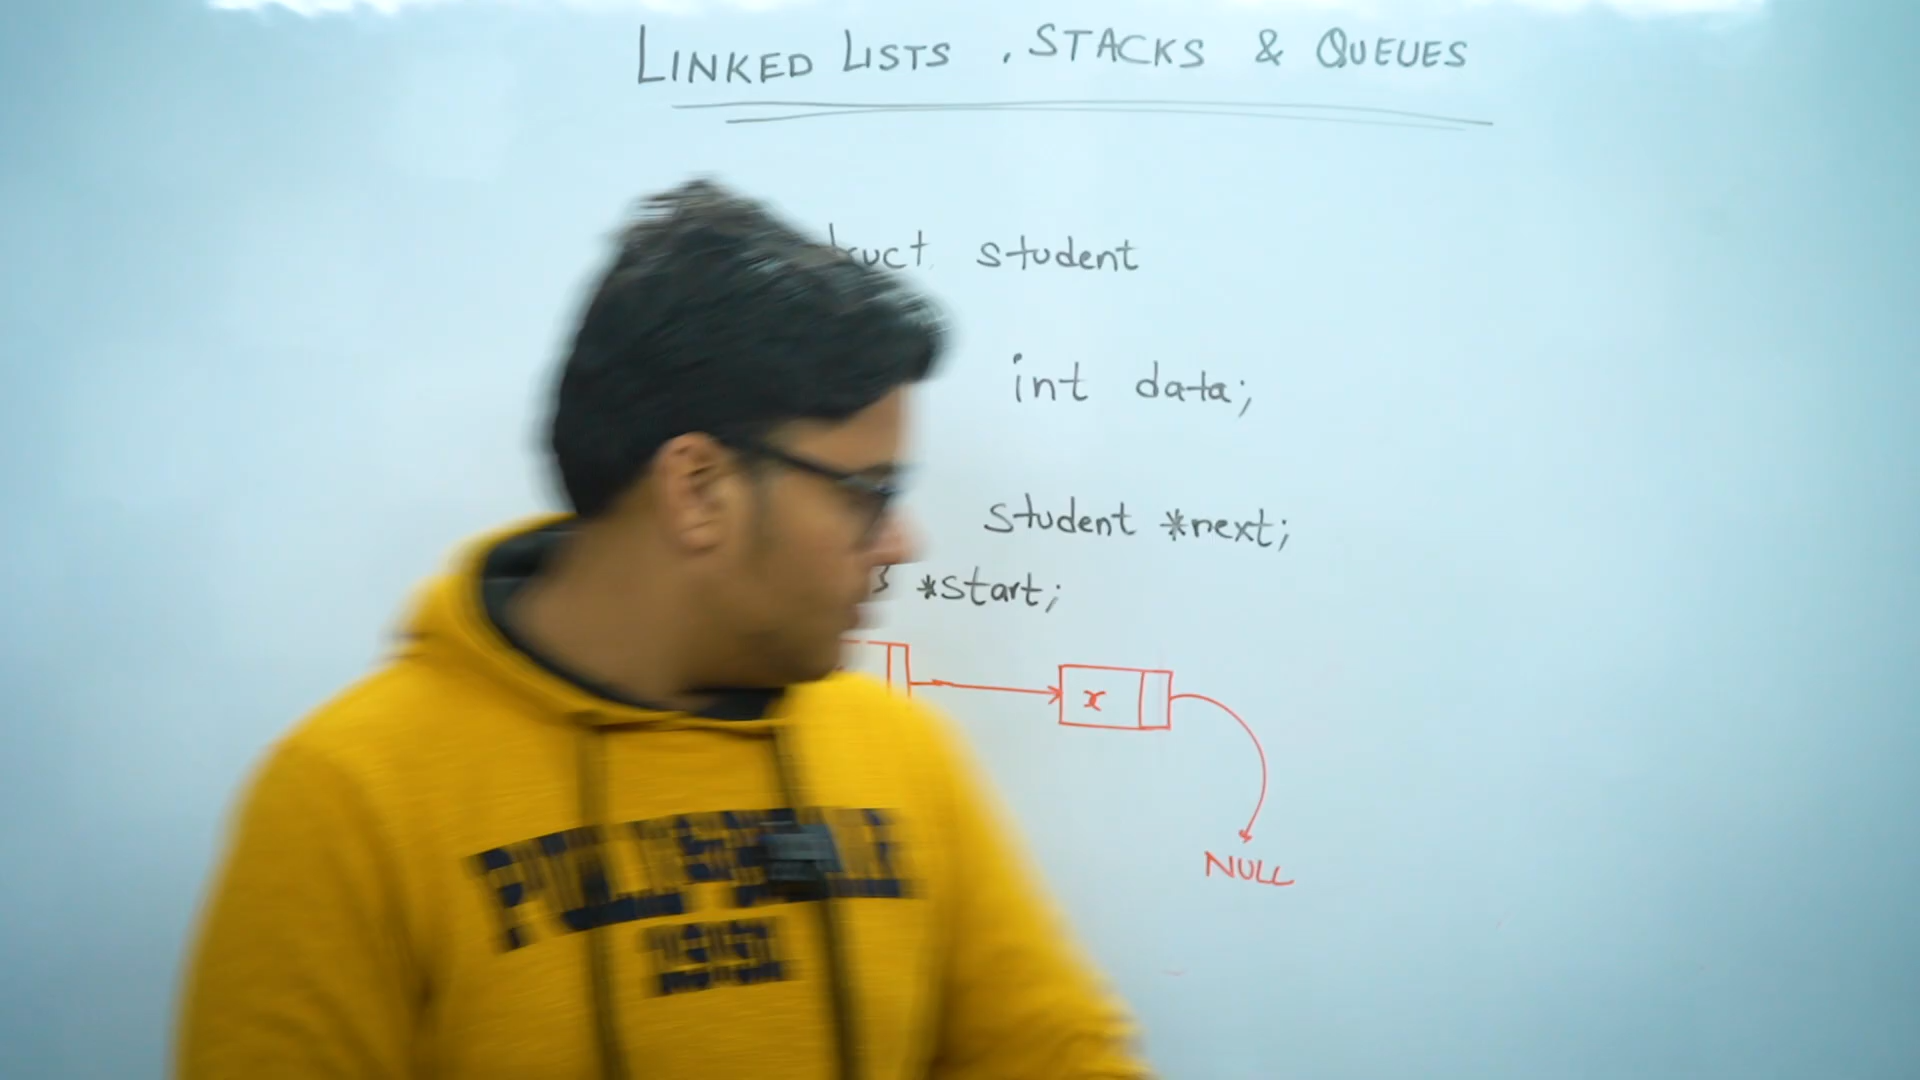 LINKED LISTS , STACKS & QUEUES
student
int data;
student *next;
} *start;
x
NULL